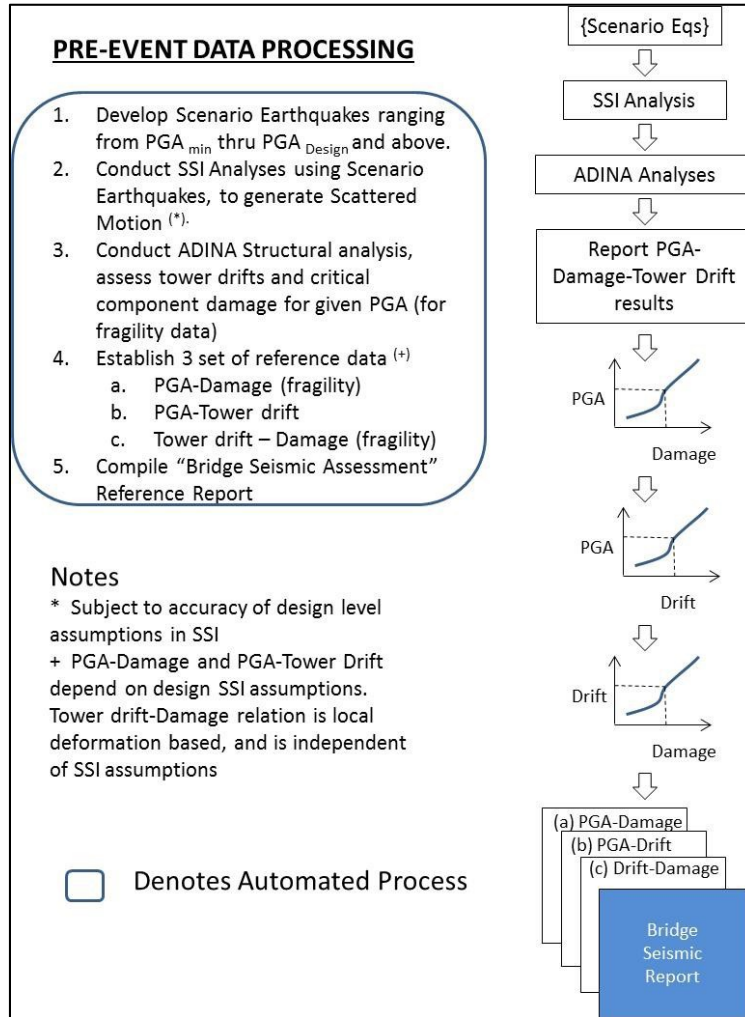 PRE-EVENT DATA PROCESSING
1. Develop Scenario Earthquakes ranging
from PGA min thru PGA Design and above.
2. Conduct SSI Analyses using Scenario
Earthquakes, to generate Scattered
Motion (*).
3. Conduct ADINA Structural analysis,
assess tower drifts and critical
component damage for given PGA (for
fragility data)
4. Establish 3 set of reference data (+)
a. PGA-Damage (fragility)
b. PGA-Tower drift
c. Tower drift – Damage (fragility)
5. Compile “Bridge Seismic Assessment”
Reference Report
Notes
* Subject to accuracy of design level
assumptions in SSI
+ PGA-Damage and PGA-Tower Drift
depend on design SSI assumptions.
Tower drift-Damage relation is local
deformation based, and is independent
of SSI assumptions
Denotes Automated Process
{Scenario Eqs}
SSI Analysis
ADINA Analyses
Report PGA-
Damage-Tower Drift
results
PGA
Damage
PGA
Drift
Drift
Damage
(a) PGA-Damage
(b) PGA-Drift
(c) Drift-Damage
Bridge
Seismic
Report